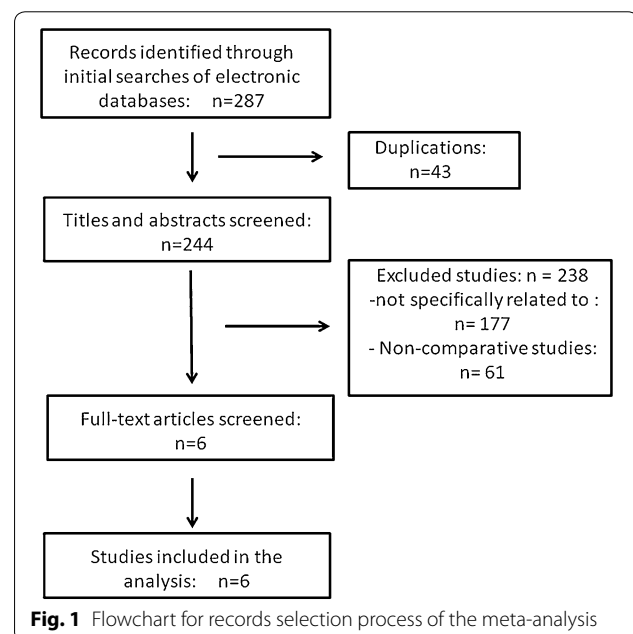 Records identified through
initial searches of electronic
databases: n=287
Duplications:
n=43
Titles and abstracts screened:
n=244
Excluded studies: n = 238
-not specifically related to :
n= 177
- Non-comparative studies:
n= 61
Full-text articles screened:
n=6
Studies included in the
analysis: n=6
Fig. 1 Flowchart for records selection process of the meta-analysis